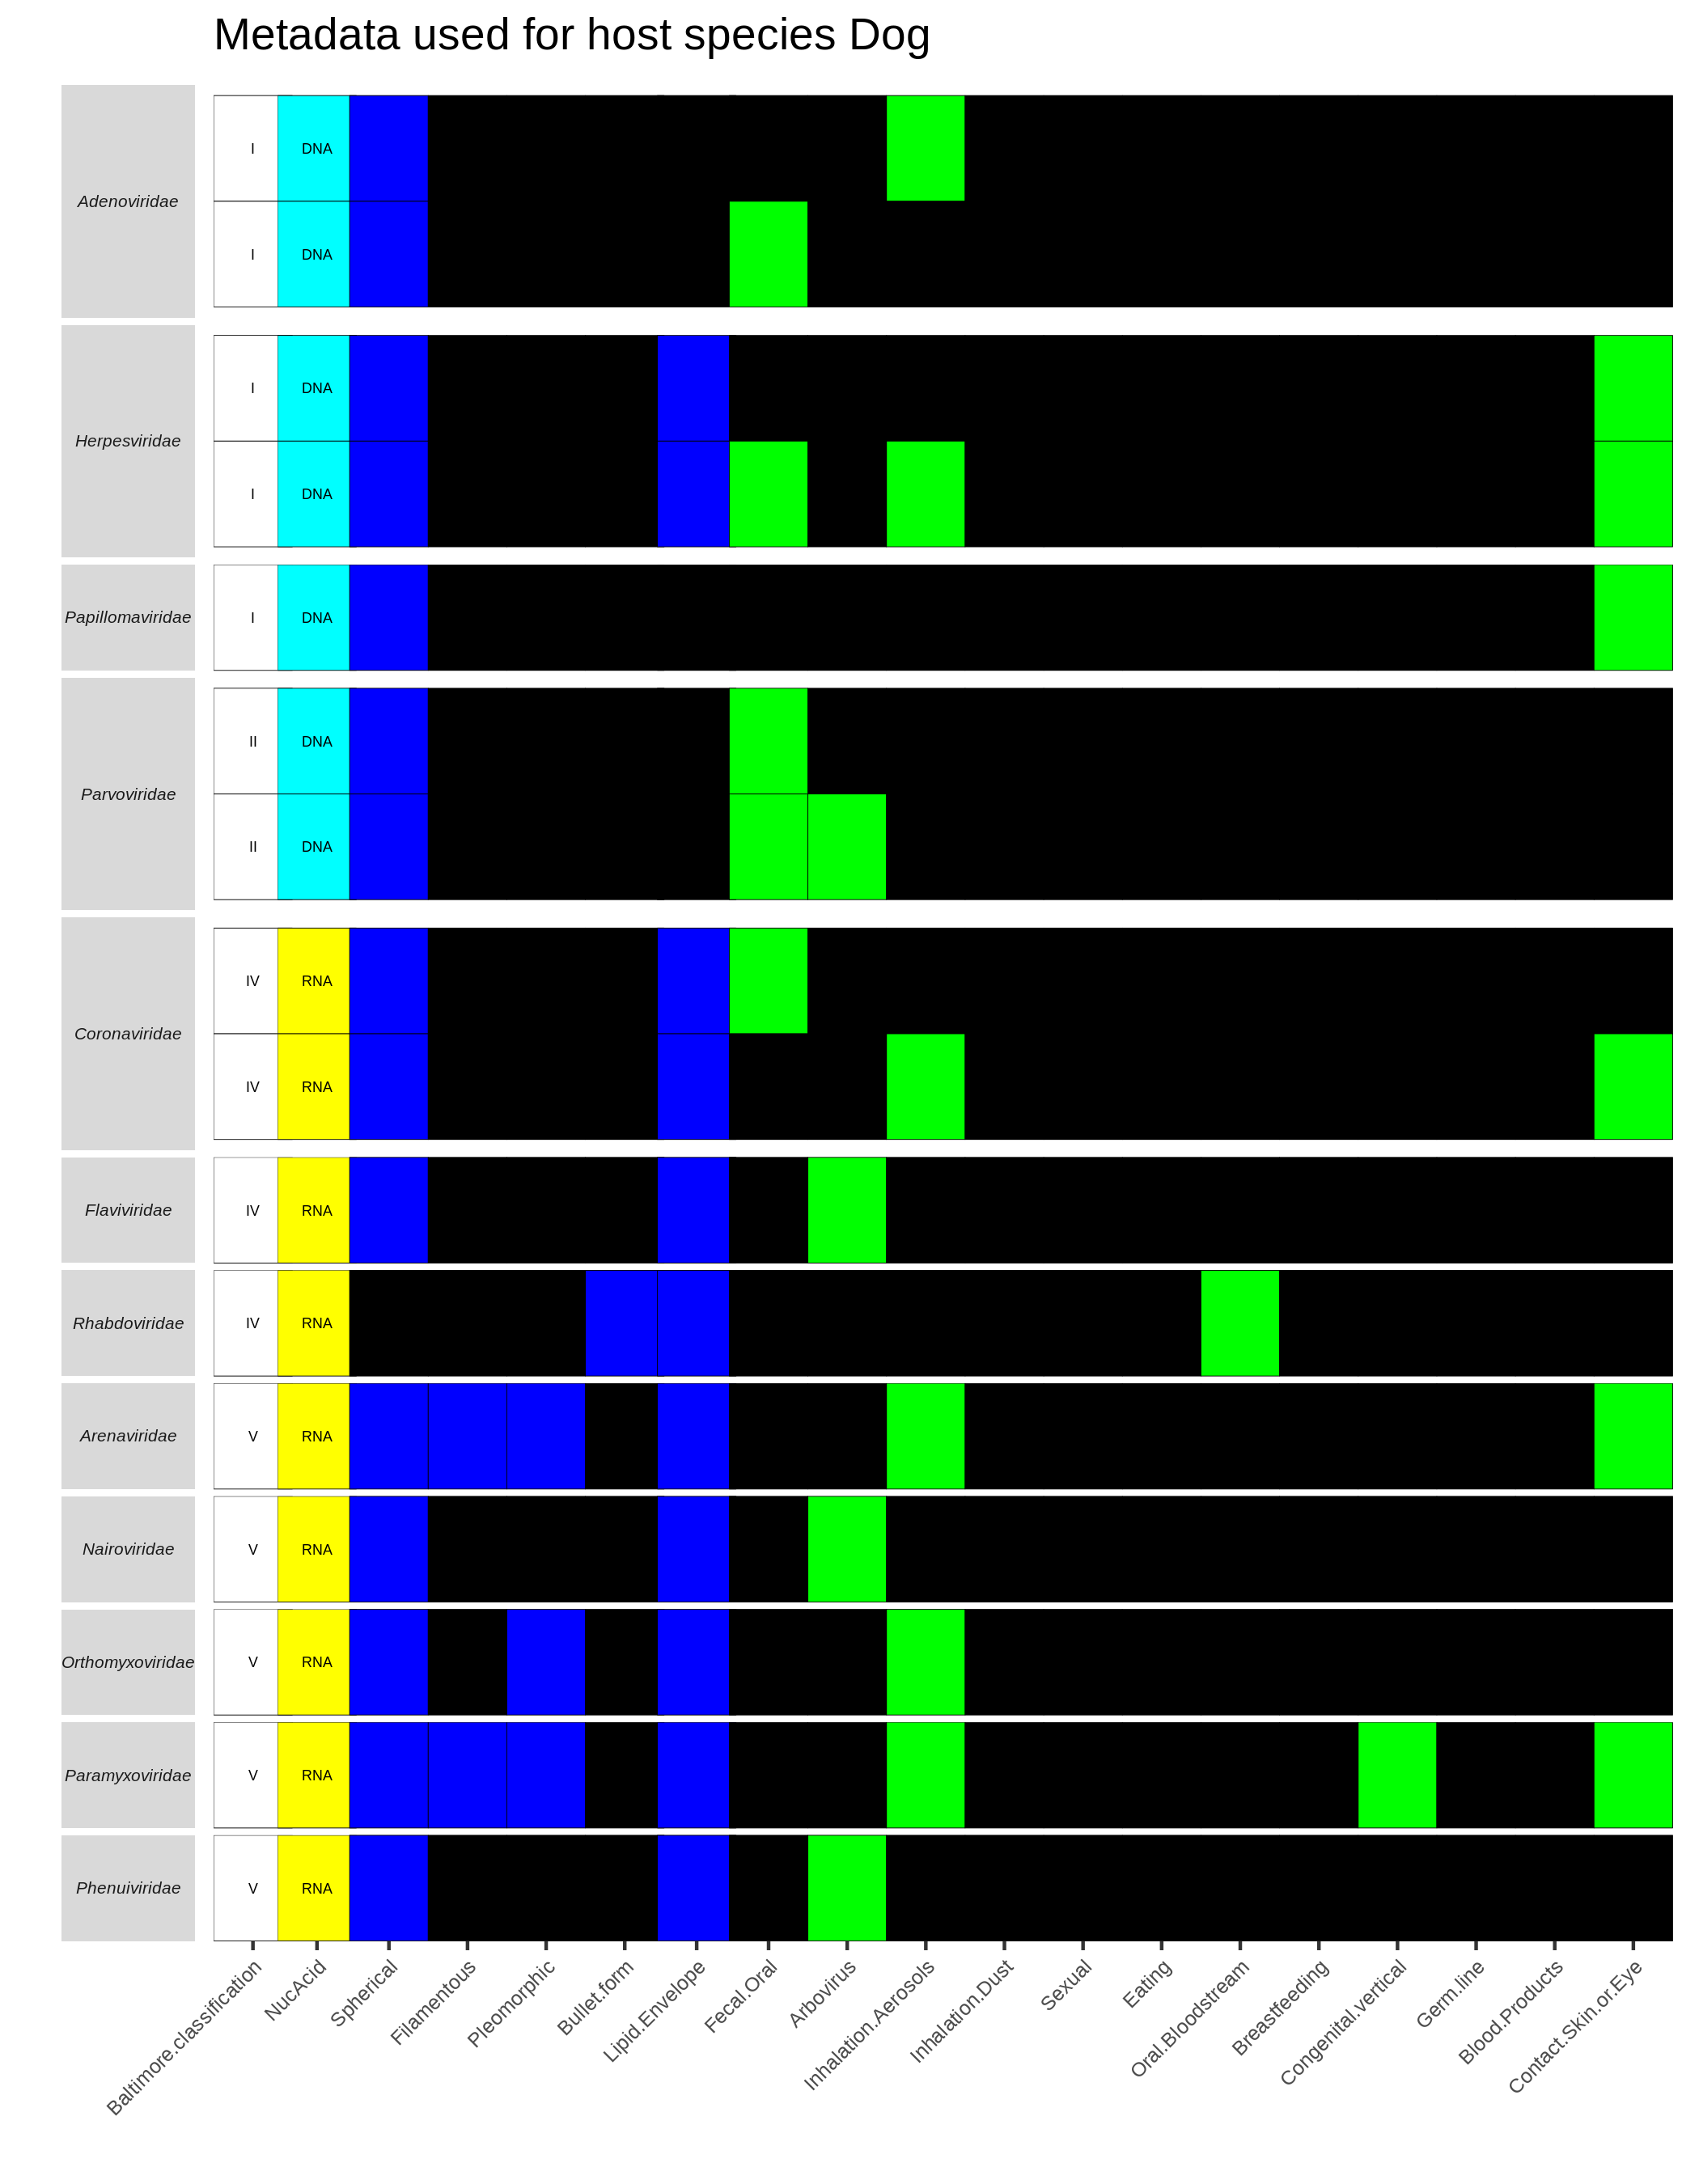 Metadata used for host species Dog
Adenoviridae
I DNA
I DNA
Herpesviridae
I DNA
I DNA
Papillomaviridae
I DNA
Parvoviridae
II DNA
II DNA
Coronaviridae
IV RNA
IV RNA
Flaviviridae
IV RNA
Rhabdoviridae
IV RNA
Arenaviridae
V RNA
Nairoviridae
V RNA
Orthomyxoviridae
V RNA
Paramyxoviridae
V RNA
Phenuiviridae
V RNA
Baltimore.classification
NucAcid
Spherical
Filamentous
Pleomorphic
Bullet.form
Lipid.Envelope
Fecal.Oral
Arbovirus
Inhalation.Aerosols
Inhalation.Dust
Sexual
Eating
Oral.Bloodstream
Breastfeeding
Congenital.vertical
Germ.line
Blood.Products
Contact.Skin.or.Eye